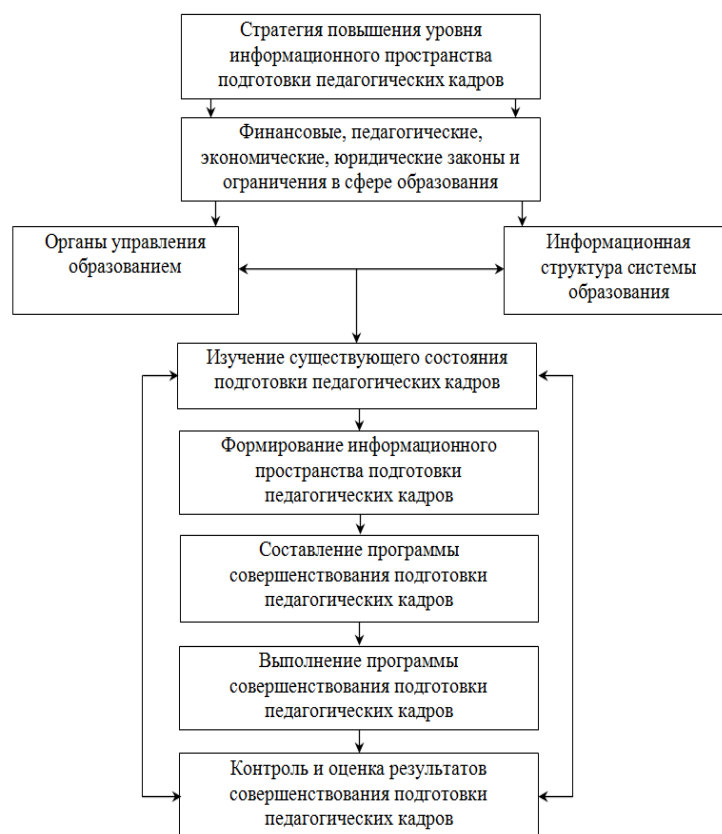 Стратегия повышения уровня
информационного пространства
подготовки педагогических кадров
Финансовые, педагогические,
экономические, юридические законы и
ограничения в сфере образования
Органы управления
образованием
Информационная
структура системы
образования
Изучение существующего состояния
подготовки педагогических кадров
Формирование информационного
пространства подготовки
педагогических кадров
Составление программы
совершенствования подготовки
педагогических кадров
Выполнение программы
совершенствования подготовки
педагогических кадров
Контроль и оценка результатов
совершенствования подготовки
педагогических кадров